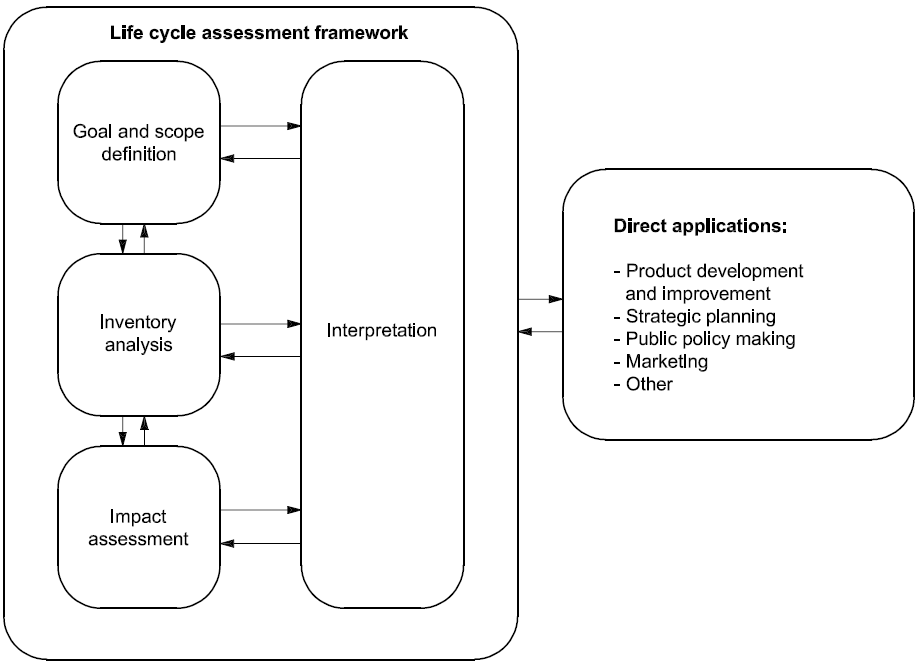 Life cycle assessment framework
Goal and scope
definition
Inventory
analysis
Impact
assessment
Interpretation
Direct applications:
- Product development
and improvement
- Strategic planning
- Public policy making
- Marketlng
- Other